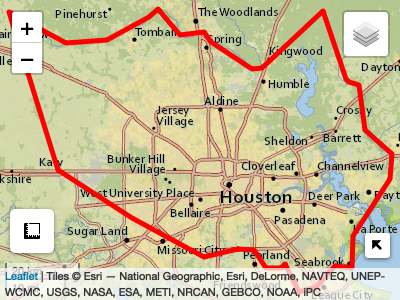 Pinehurst
The Woodlands
+
Tomball
Spring
Kingwood
−
Dayton
Humble
Aldine
Jersey
Village
Crosby
Sheldon
Barrett
Katy
Bunker Hill
Village
Cloverleaf
Channelview
West University Place
Houston
Deer Park
Bellaire
Pasadena
La Porte
Sugar Land
Missouri City
Pearland
Seabrook
Friendswood
League City
Leaflet | Tiles © Esri — National Geographic, Esri, DeLorme, NAVTEQ, UNEP-
WCMC, USGS, NASA, ESA, METI, NRCAN, GEBCO, NOAA, iPC